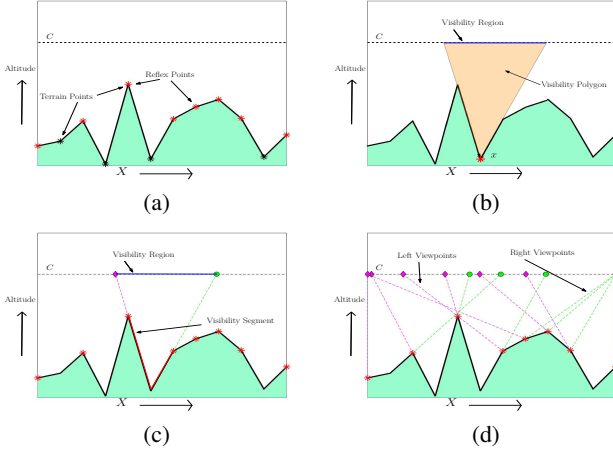 C
Altitude
Terrain Points
Reflex Points
X
(a)
Visibility Region
C
Altitude
Visibility Polygon
x
X
(b)
Visibility Region
C
Altitude
Visibility Segment
X
(c)
Left Viewpoints
Right Viewpoints
C
Altitude
X
(d)